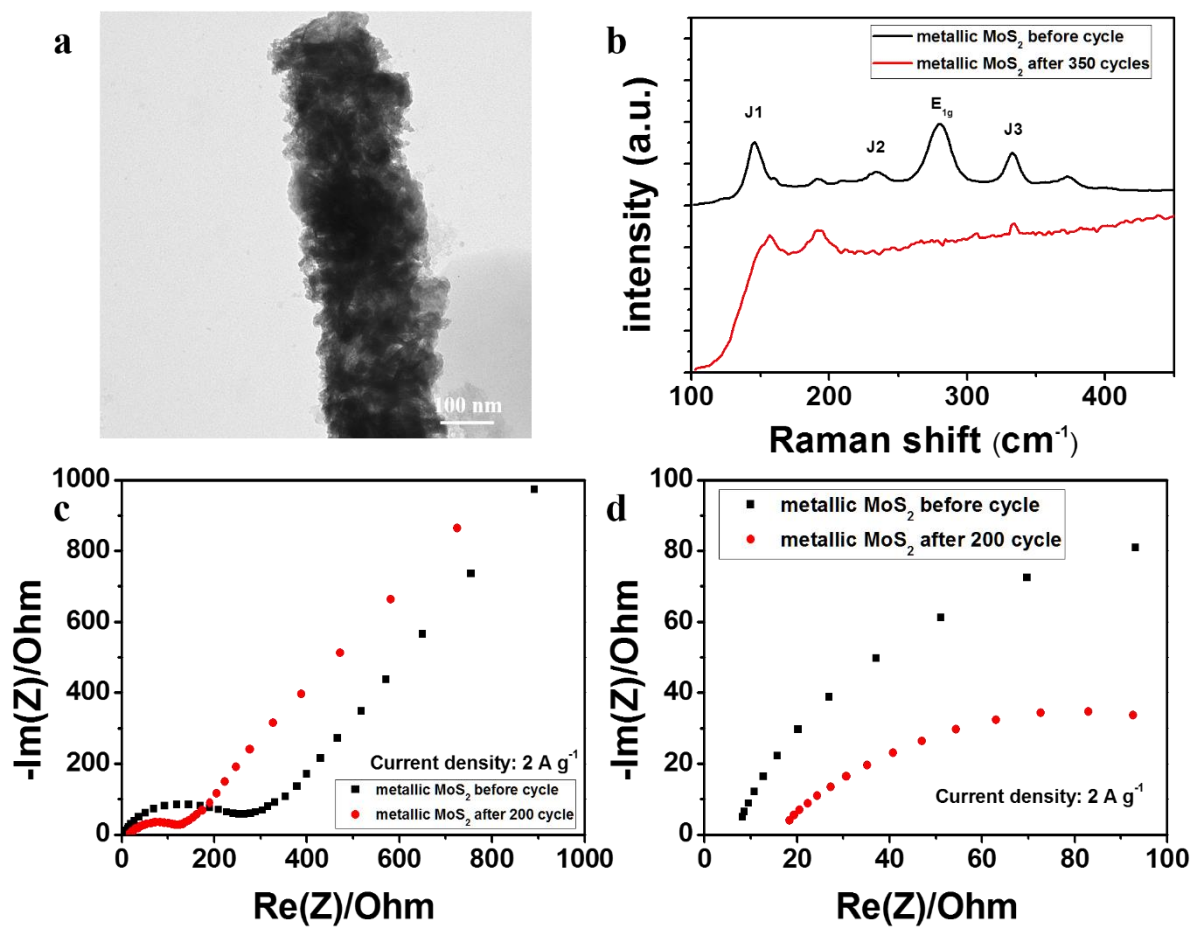 a
100 nm
b
metallic MoS₂ before cycle
metallic MoS₂ after 350 cycles
J1
J2
E₁g
J3
intensity (a.u.)
100
200
300
400
Raman shift (cm⁻¹)
c
1000
800
600
400
200
0
-Im(Z)/Ohm
Current density: 2 A g⁻¹
metallic MoS₂ before cycle
metallic MoS₂ after 200 cycle
0
200
400
600
800
1000
Re(Z)/Ohm
d
100
80
60
40
20
0
-Im(Z)/Ohm
metallic MoS₂ before cycle
metallic MoS₂ after 200 cycle
Current density: 2 A g⁻¹
0
20
40
60
80
100
Re(Z)/Ohm